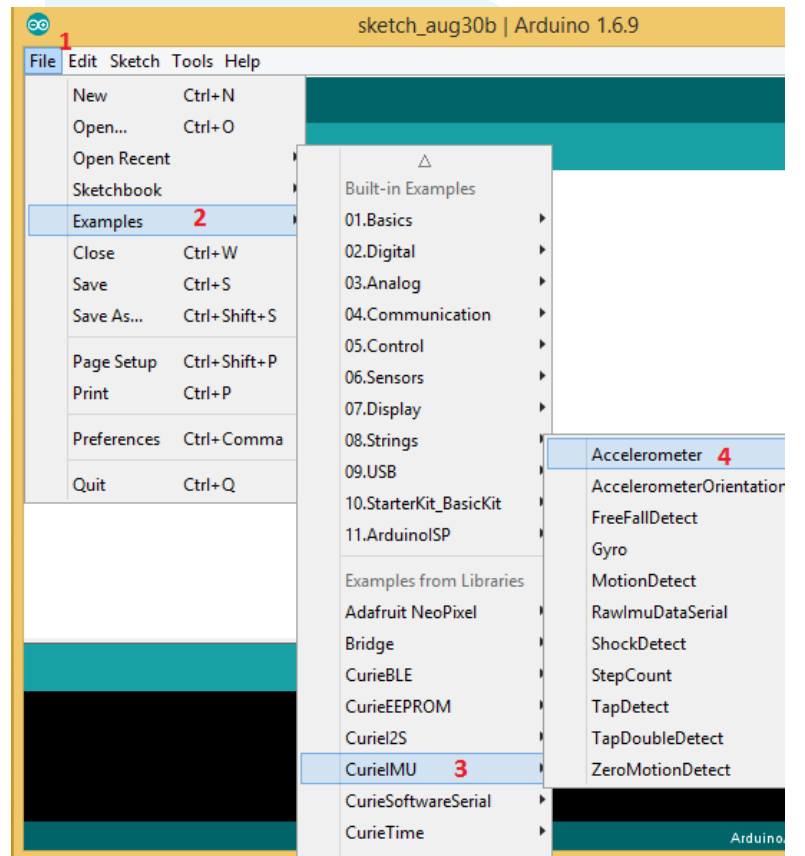 sketch_aug30b | Arduino 1.6.9
1
File Edit Sketch Tools Help
New Ctrl+N
Open... Ctrl+O
Open Recent
Sketchbook
Examples 2
Close Ctrl+W
Save Ctrl+S
Save As... Ctrl+Shift+S
Page Setup Ctrl+Shift+P
Print Ctrl+P
Preferences Ctrl+Comma
Quit Ctrl+Q
Built-in Examples
01.Basics
02.Digital
03.Analog
04.Communication
05.Control
06.Sensors
07.Display
08.Strings
09.USB
10.StarterKit_BasicKit
11.ArduinoISP
Examples from Libraries
Adafruit NeoPixel
Bridge
CurieBLE
CurieEEPROM
CurieI2S
CurieIMU 3
CurieSoftwareSerial
CurieTime
Accelerometer 4
AccelerometerOrientation
FreeFallDetect
Gyro
MotionDetect
RawImuDataSerial
ShockDetect
StepCount
TapDetect
TapDoubleDetect
ZeroMotionDetect
Arduino